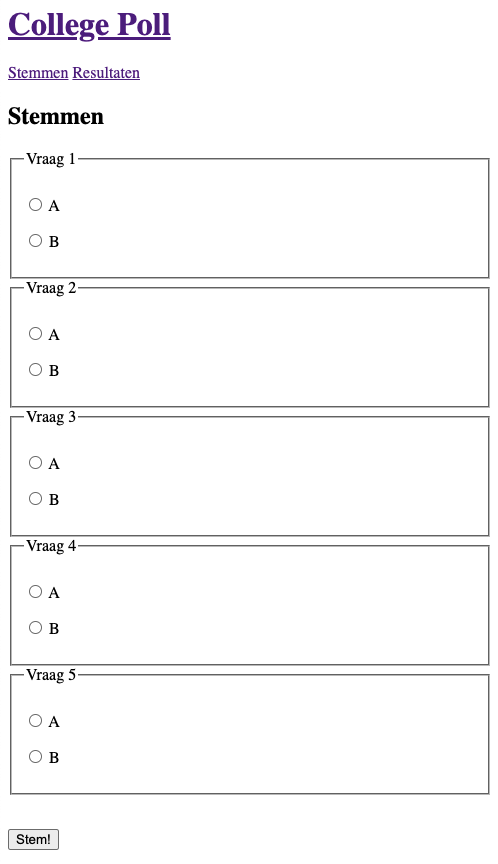 College Poll
Stemmen Resultaten
Stemmen
Vraag 1
A
B
Vraag 2
A
B
Vraag 3
A
B
Vraag 4
A
B
Vraag 5
A
B
Stem!